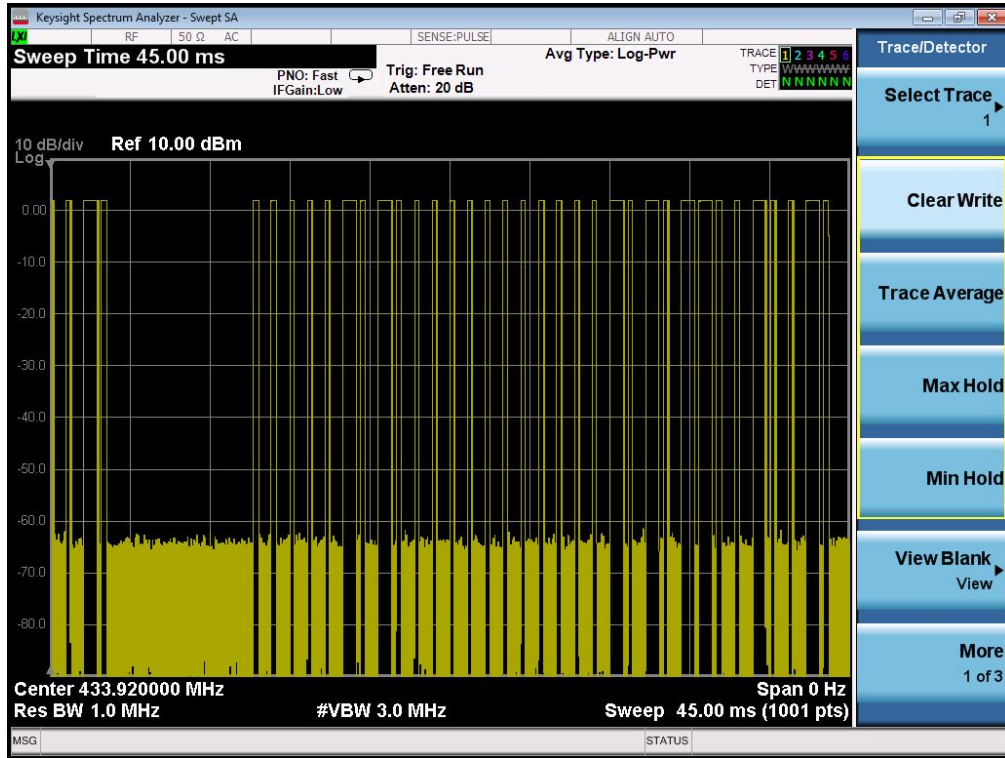 Keysight Spectrum Analyzer - Swept SA
LXI RF 50 Ω AC SENSE:PULSE ALIGN AUTO
Sweep Time 45.00 ms
PNO: Fast
IFGain:Low
Trig: Free Run
Atten: 20 dB
Avg Type: Log-Pwr
TRACE 1 2 3 4 5 6
TYPE WWWWWW
DET N N N N N N
10 dB/div Ref 10.00 dBm
Log
0.00
-10.0
-20.0
-30.0
-40.0
-50.0
-60.0
-70.0
-80.0
Center 433.920000 MHz
Span 0 Hz
Res BW 1.0 MHz
#VBW 3.0 MHz
Sweep 45.00 ms (1001 pts)
MSG
STATUS
Trace/Detector
Select Trace
1
Clear Write
Trace Average
Max Hold
Min Hold
View Blank
View
More
1 of 3